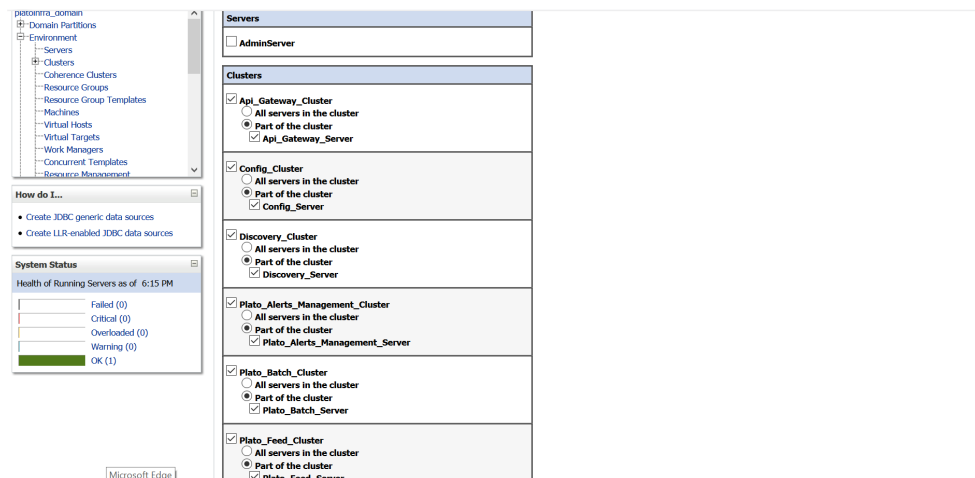 platoinfra_domain
Domain Partitions
Environment
Servers
Clusters
Coherence Clusters
Resource Groups
Resource Group Templates
Machines
Virtual Hosts
Virtual Targets
Work Managers
Concurrent Templates
Resource Management
How do I...
Create JDBC generic data sources
Create LLR-enabled JDBC data sources
System Status
Health of Running Servers as of 6:15 PM
Failed (0)
Critical (0)
Overloaded (0)
Warning (0)
OK (1)
Microsoft Edge
Servers
AdminServer
Clusters
Api_Gateway_Cluster
All servers in the cluster
Part of the cluster
Api_Gateway_Server
Config_Cluster
All servers in the cluster
Part of the cluster
Config_Server
Discovery_Cluster
All servers in the cluster
Part of the cluster
Discovery_Server
Plato_Alerts_Management_Cluster
All servers in the cluster
Part of the cluster
Plato_Alerts_Management_Server
Plato_Batch_Cluster
All servers in the cluster
Part of the cluster
Plato_Batch_Server
Plato_Feed_Cluster
All servers in the cluster
Part of the cluster
Plato_Feed_Server